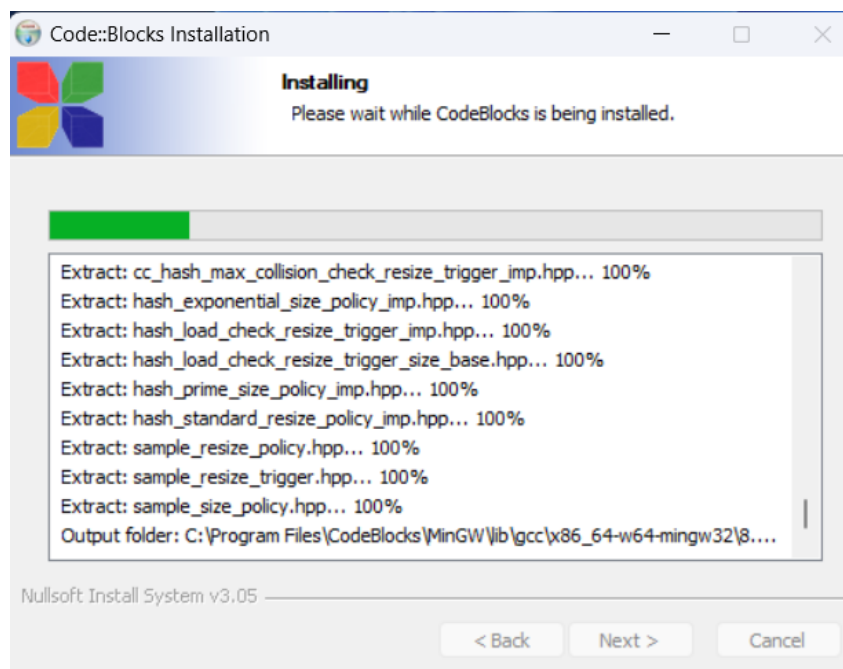 Code::Blocks Installation
Installing
Please wait while CodeBlocks is being installed.
Extract: cc_hash_max_collision_check_resize_trigger_imp.hpp... 100%
Extract: hash_exponential_size_policy_imp.hpp... 100%
Extract: hash_load_check_resize_trigger_imp.hpp... 100%
Extract: hash_load_check_resize_trigger_size_base.hpp... 100%
Extract: hash_prime_size_policy_imp.hpp... 100%
Extract: hash_standard_resize_policy_imp.hpp... 100%
Extract: sample_resize_policy.hpp... 100%
Extract: sample_resize_trigger.hpp... 100%
Extract: sample_size_policy.hpp... 100%
Output folder: C:\Program Files\CodeBlocks\MinGW\lib\gcc\x86_64-w64-mingw32\8....
Nullsoft Install System v3.05
< Back Next > Cancel